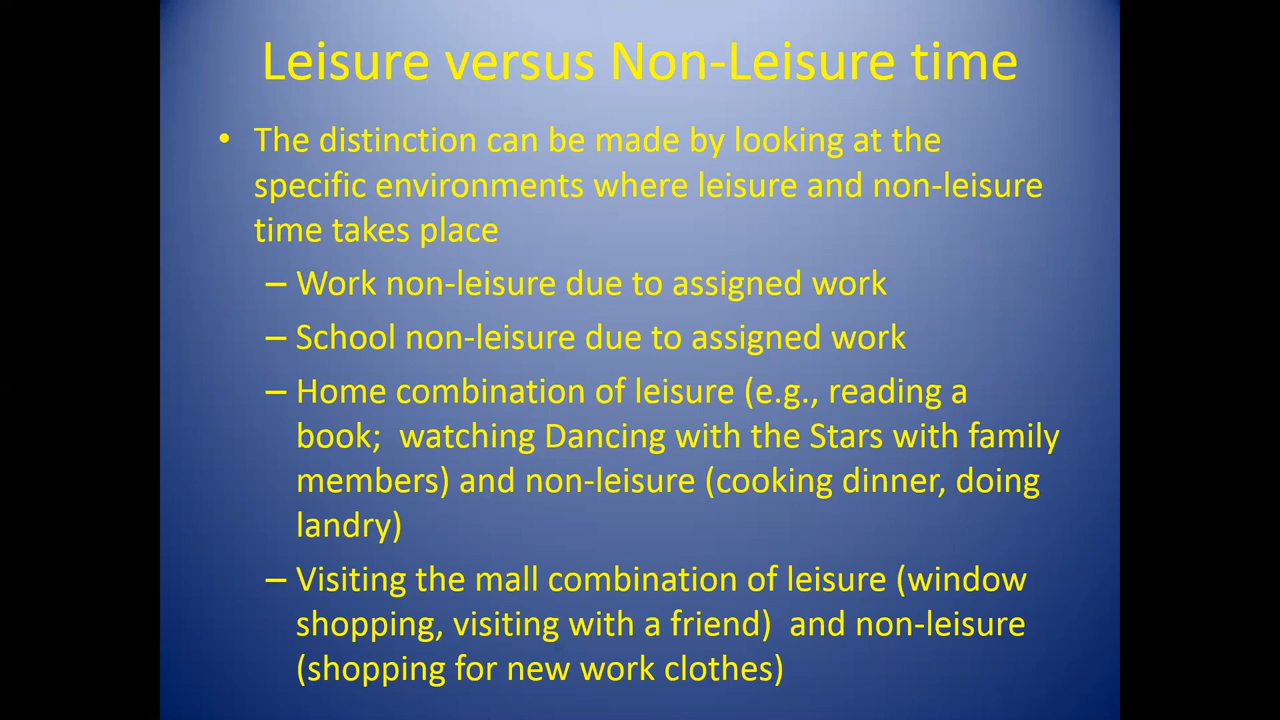 Leisure versus Non-Leisure time
• The distinction can be made by looking at the
specific environments where leisure and non-leisure
time takes place
– Work non-leisure due to assigned work
– School non-leisure due to assigned work
– Home combination of leisure (e.g., reading a
book;  watching Dancing with the Stars with family
members) and non-leisure (cooking dinner, doing
landry)
– Visiting the mall combination of leisure (window
shopping, visiting with a friend)  and non-leisure
(shopping for new work clothes)